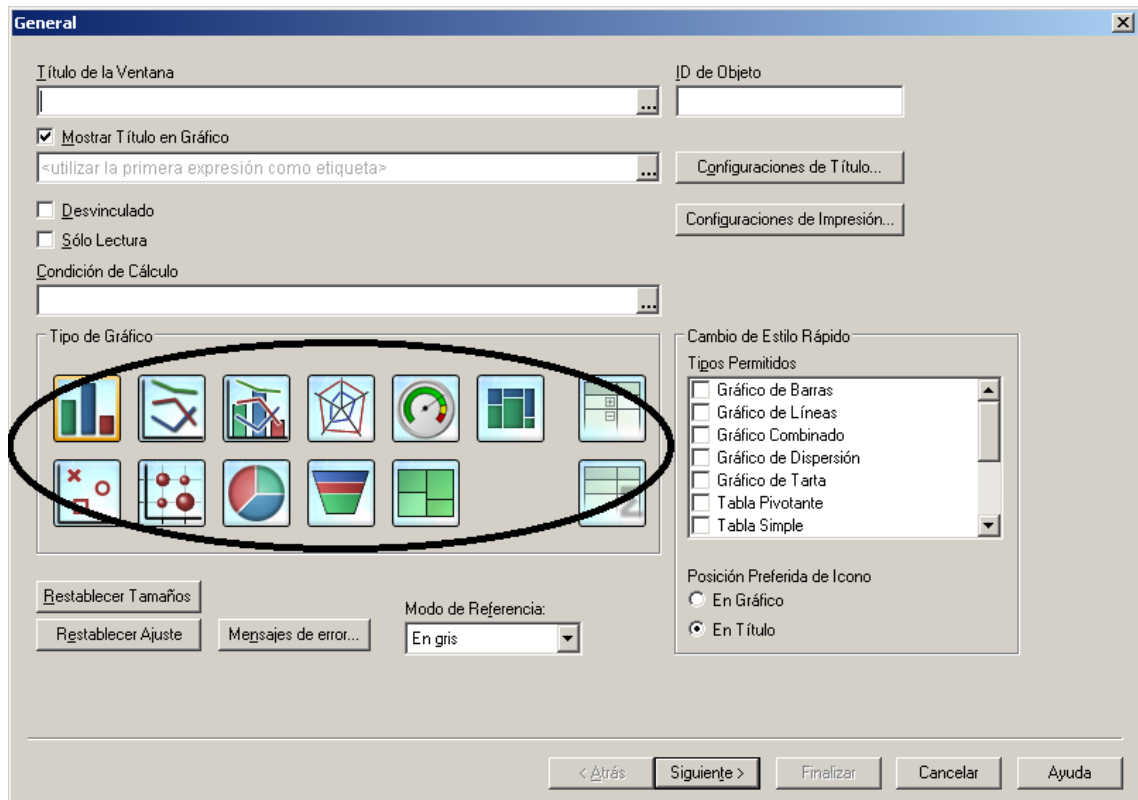 General
Título de la Ventana
ID de Objeto
...
Mostrar Título en Gráfico
<utilizar la primera expresión como etiqueta>
...
Configuraciones de Título...
Desvinculado
Configuraciones de Impresión...
Sólo Lectura
Condición de Cálculo
...
Tipo de Gráfico
Cambio de Estilo Rápido
Tipos Permitidos
Gráfico de Barras
Gráfico de Líneas
Gráfico Combinado
Gráfico de Dispersión
Gráfico de Tarta
Tabla Pivotante
Tabla Simple
Posición Preferida de Icono
En Gráfico
En Título
Restablecer Tamaños
Restablecer Ajuste
Mensajes de error...
Modo de Referencia:
En gris
< Atrás
Siguiente >
Finalizar
Cancelar
Ayuda